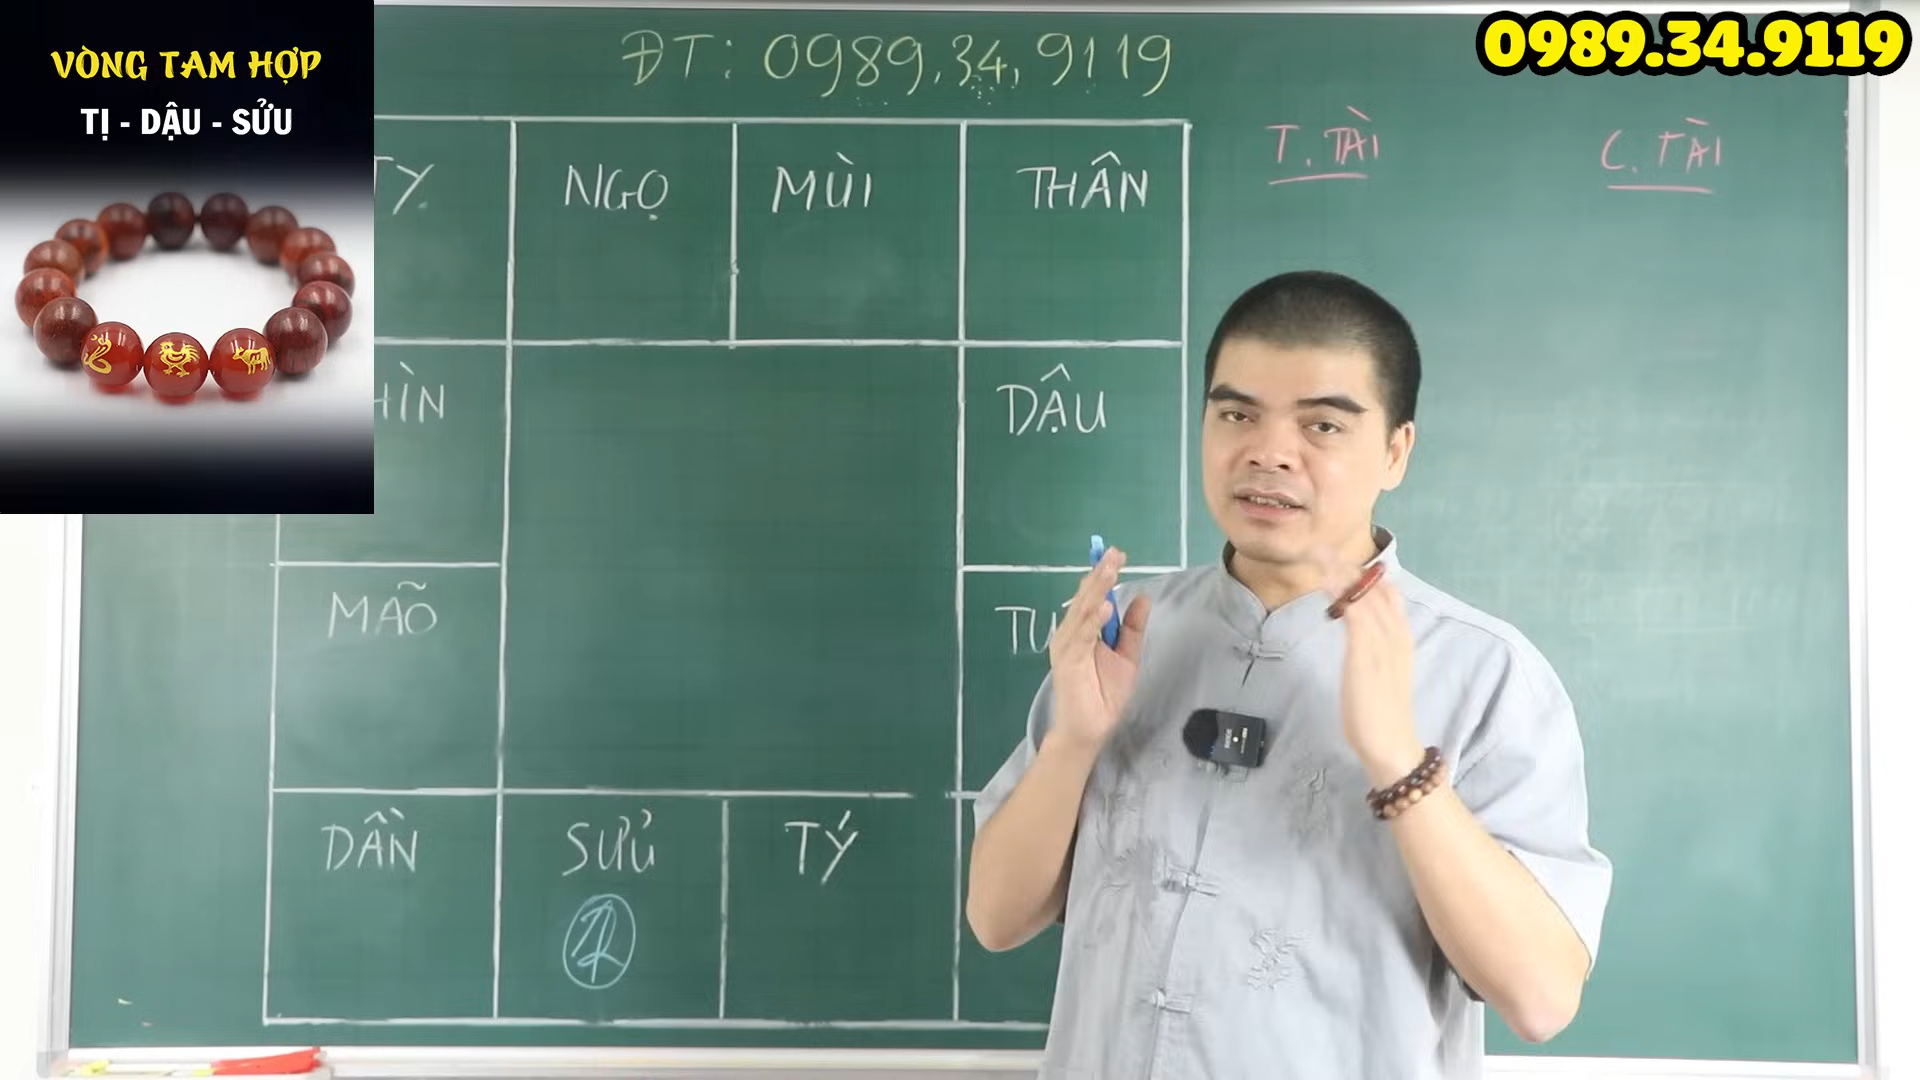 VÒNG TAM HỢP
TỊ - DẬU - SỬU
0989.34.9119
ĐT: 0989.34.9119
T. TÀI
C. TÀI
NGỌ
MÙI
THÂN
DẬU
MÃO
DẦN
SỬU
TÝ